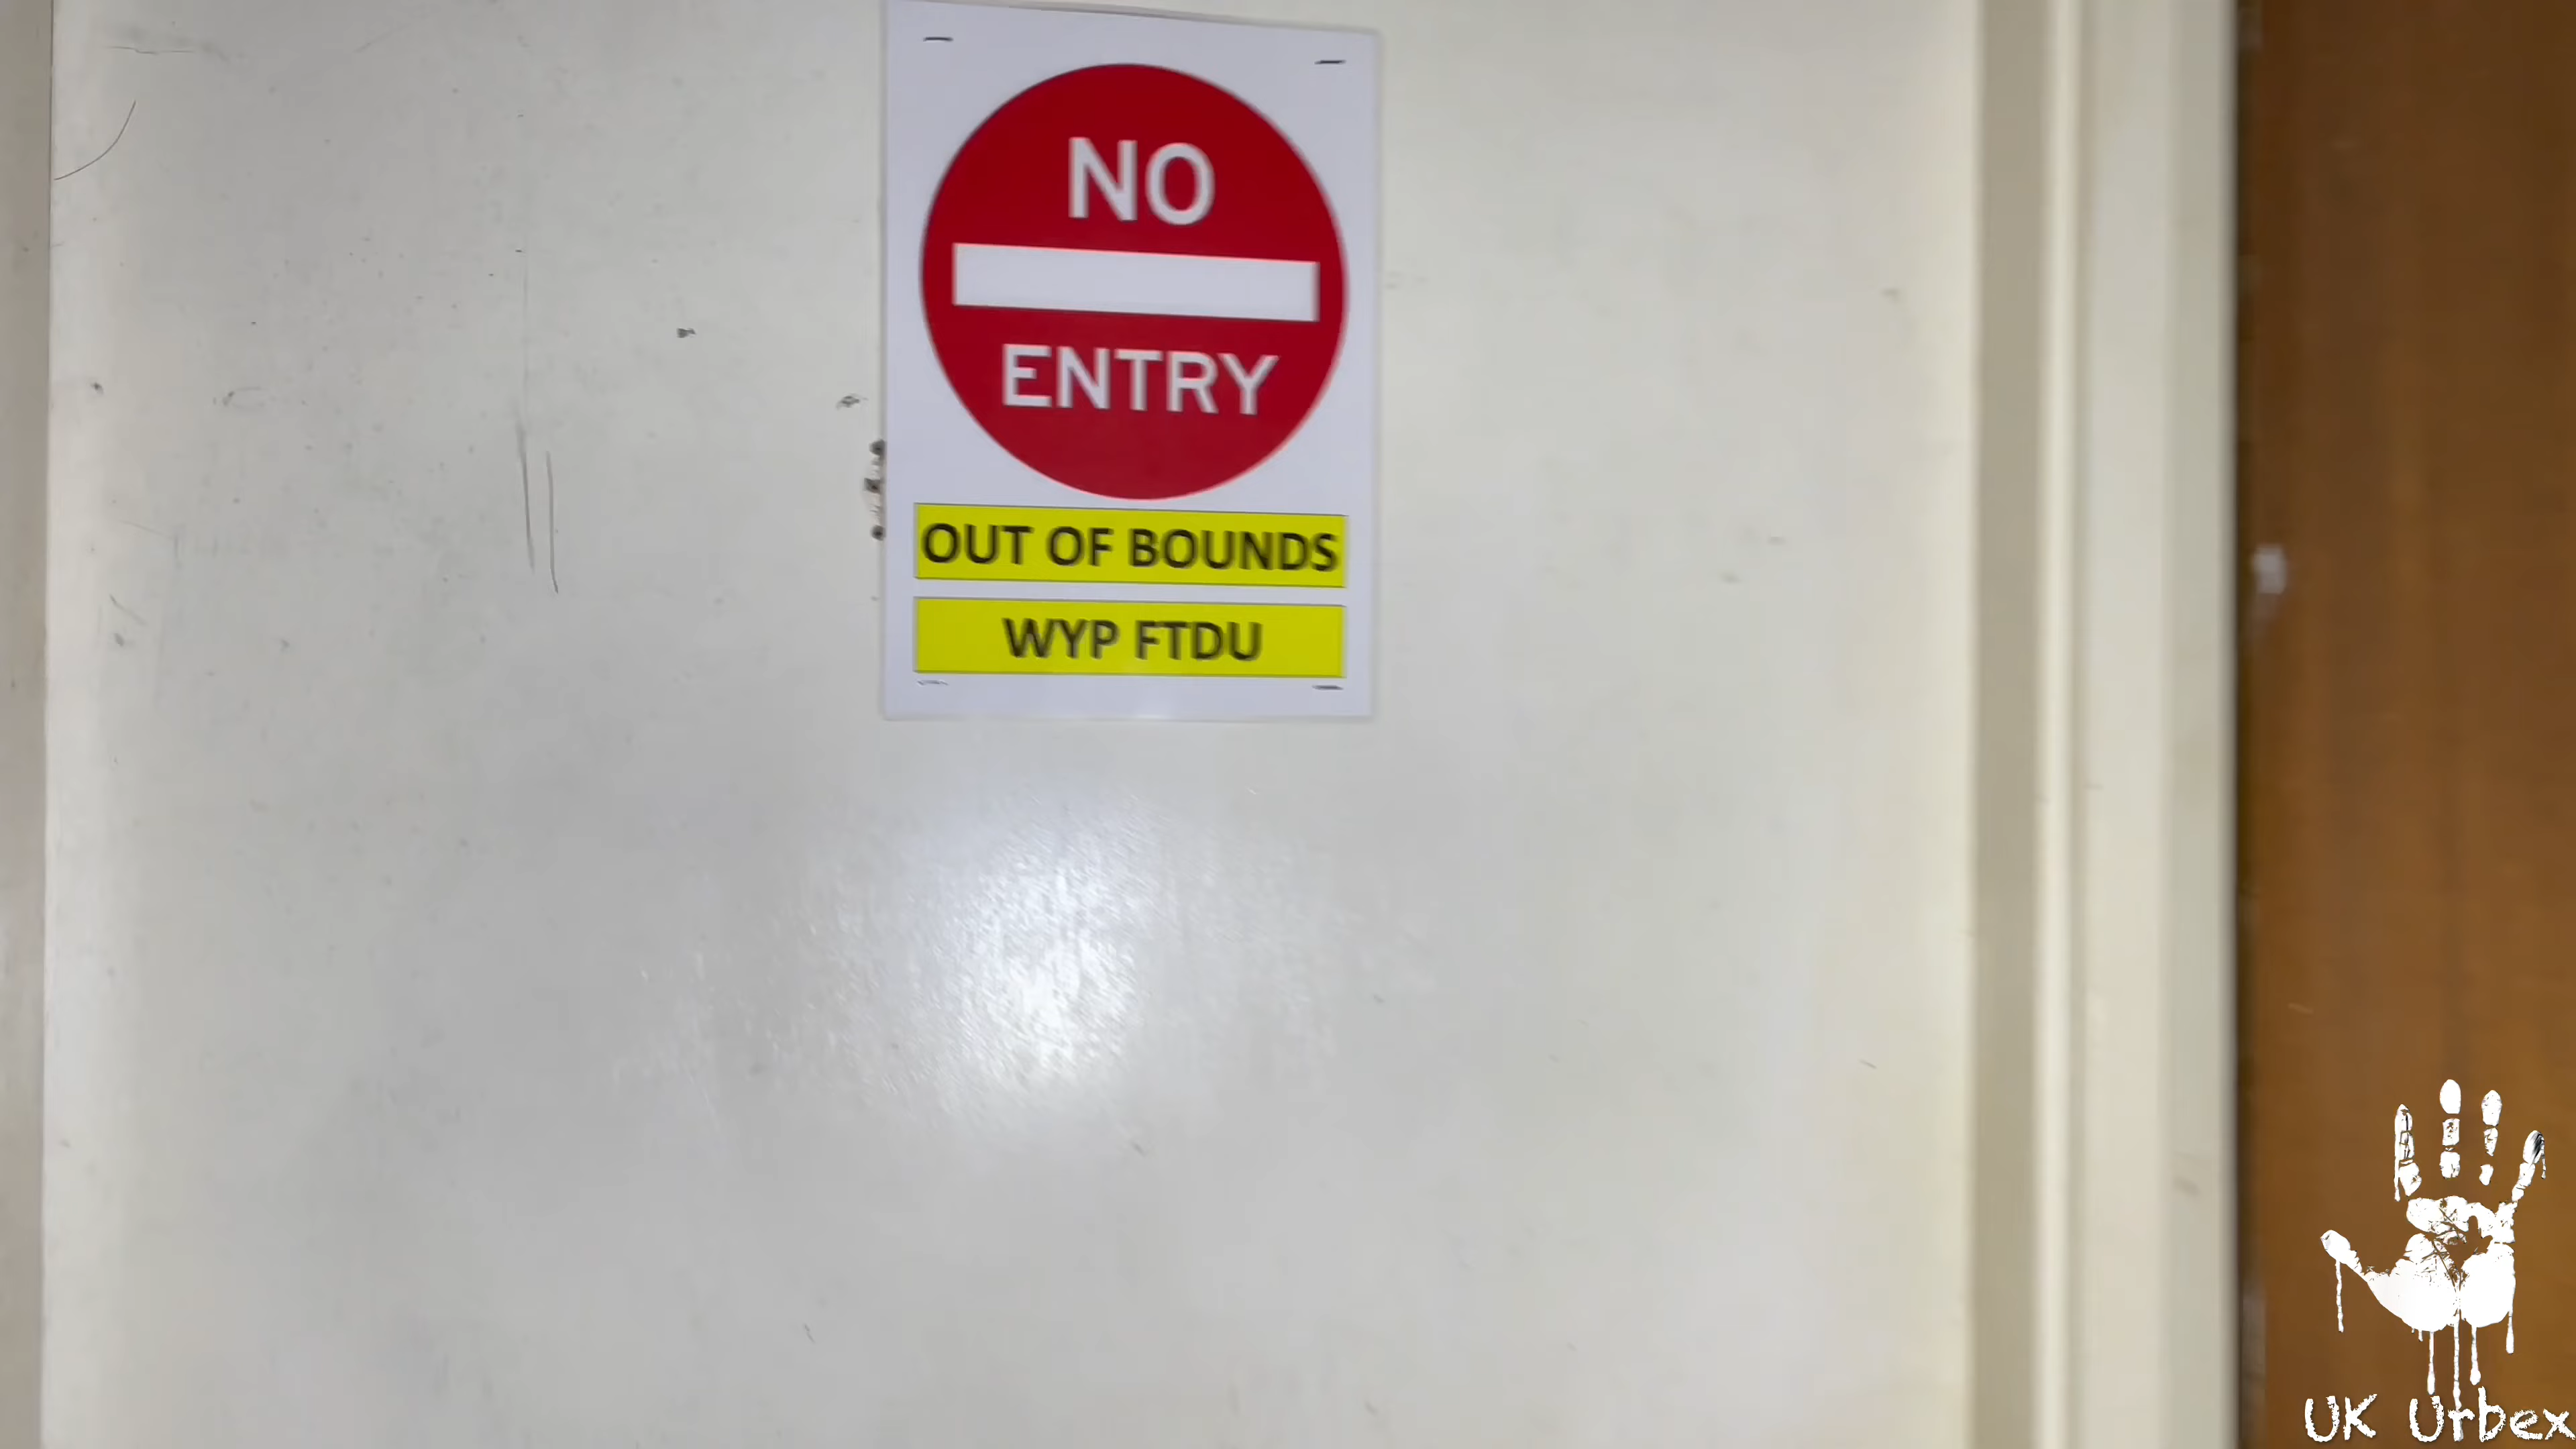 NO
ENTRY
OUT OF BOUNDS
WYP FTDU
UK Urbex